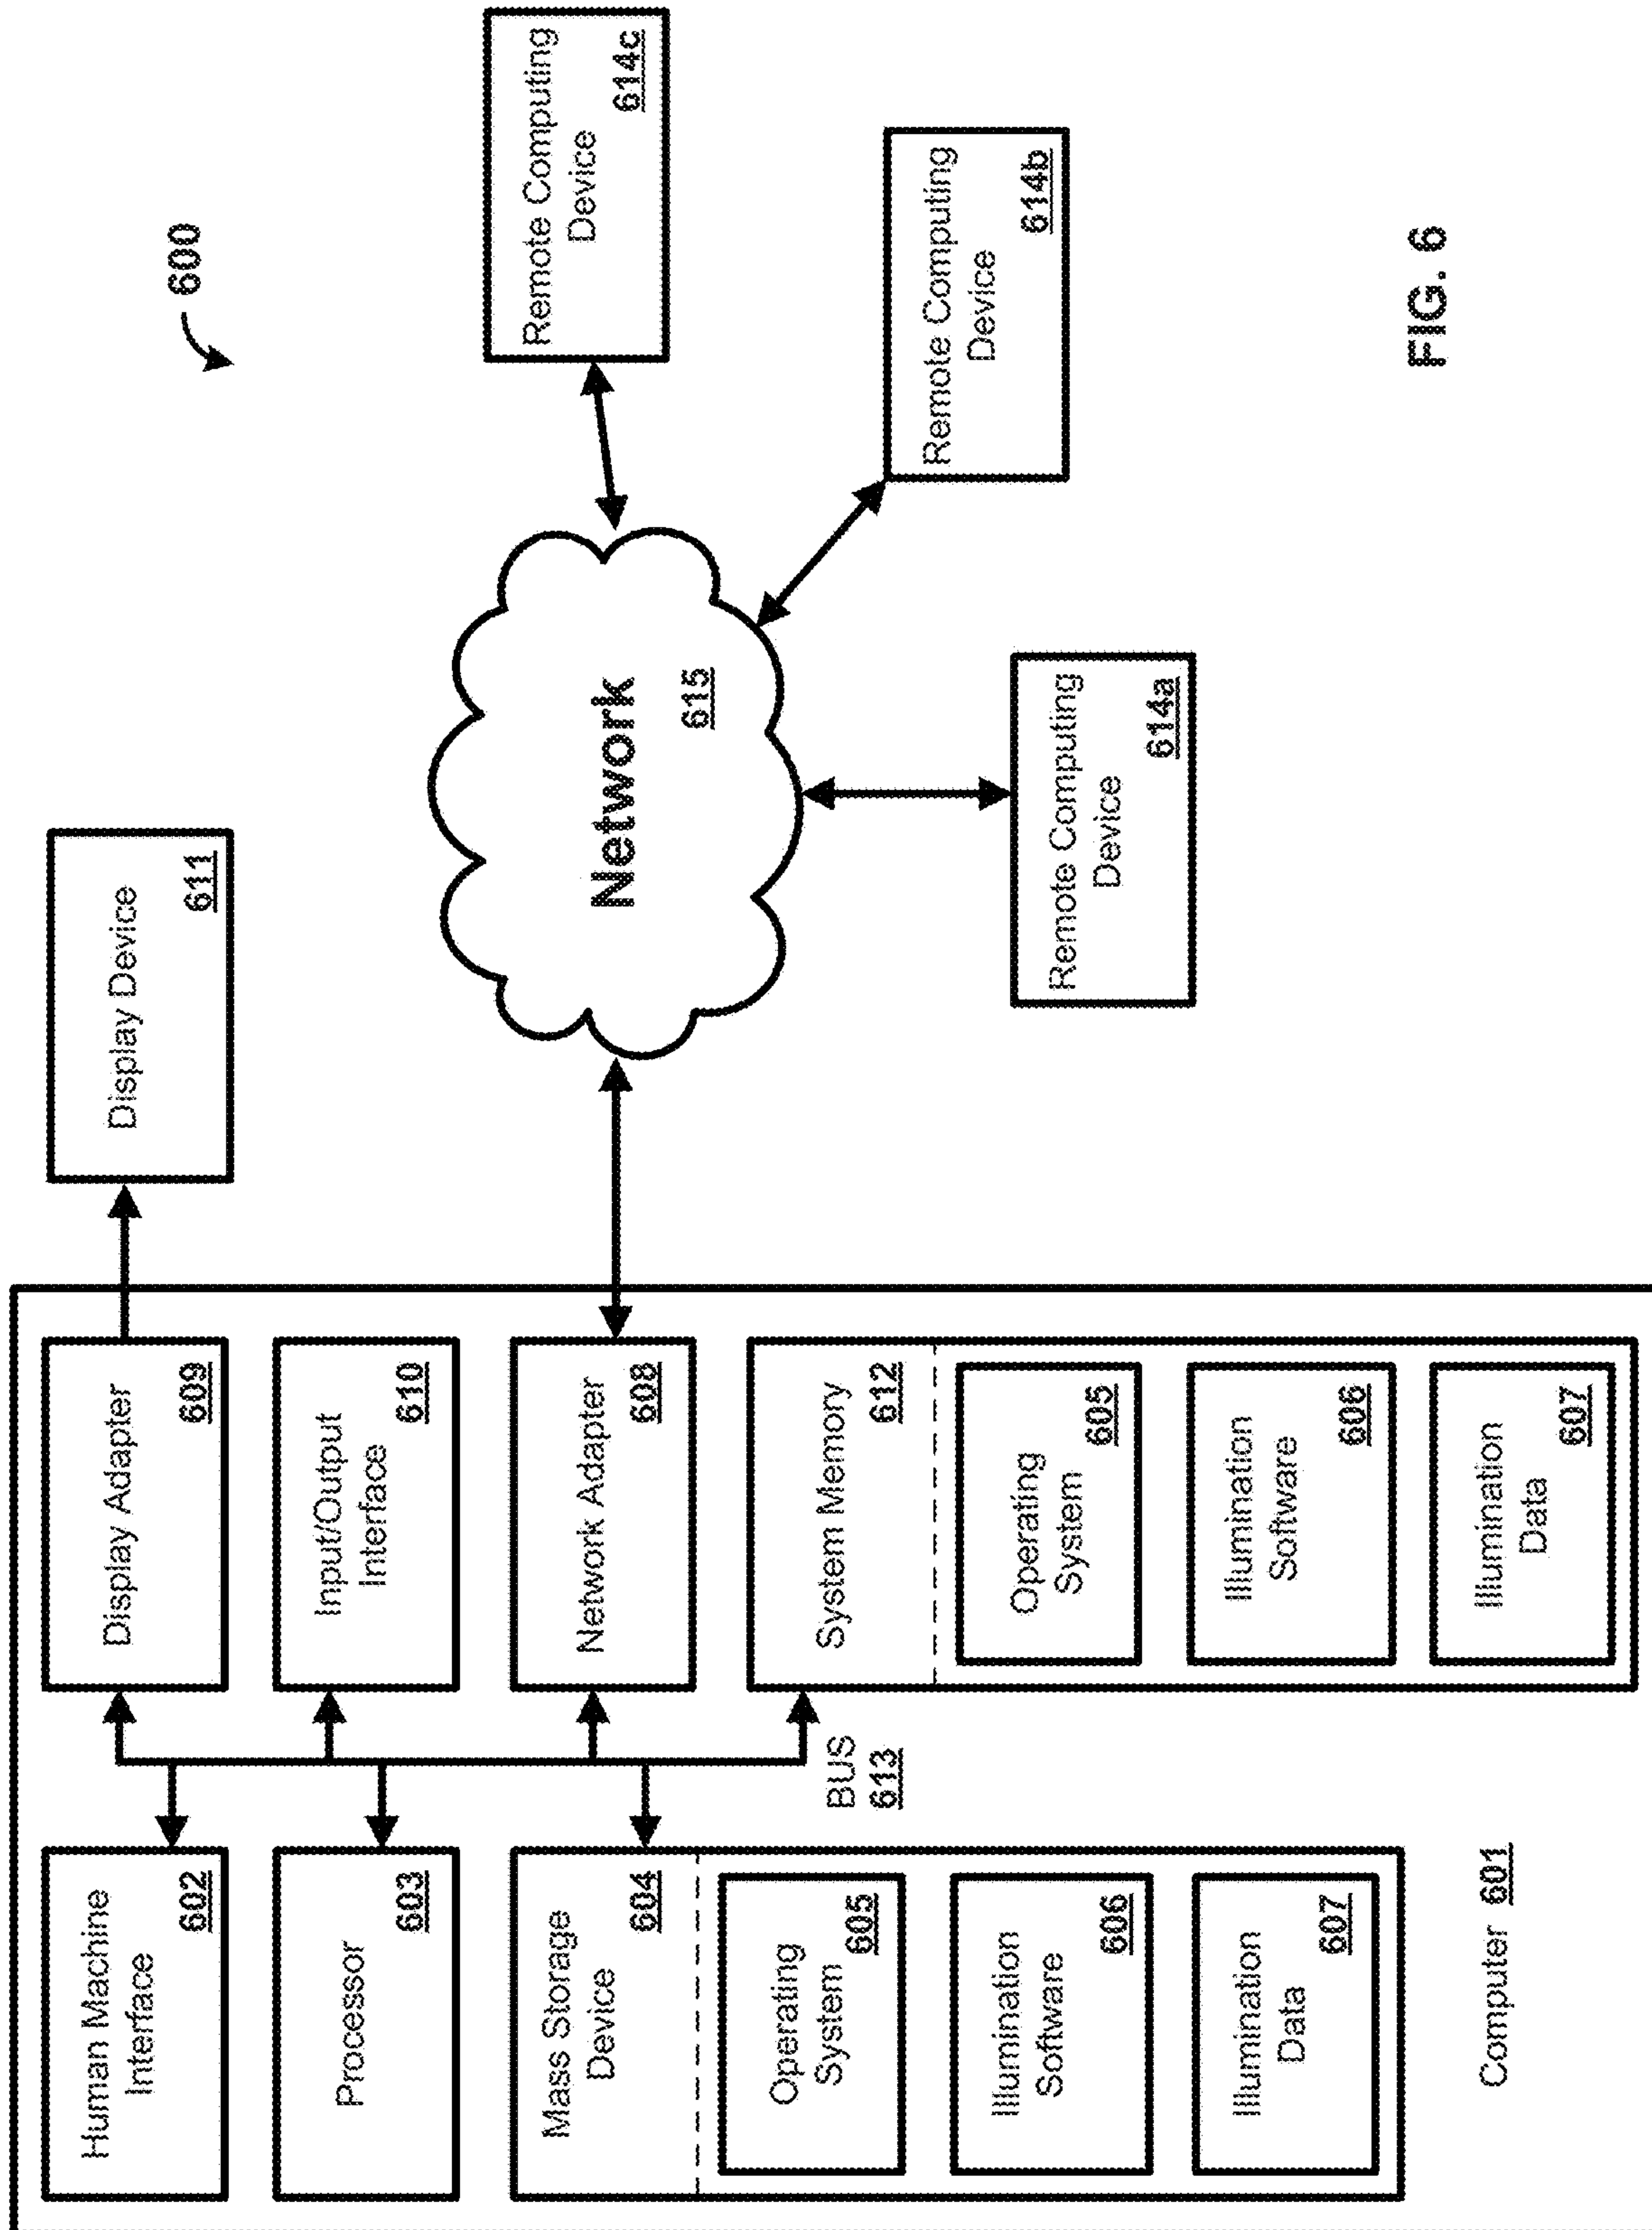 600
Human Machine
Interface
602
Processor
603
Mass Storage
Device
604
Operating
System
605
Illumination
Software
606
Illumination
Data
607
Computer 601
BUS
613
Display Adapter
609
Input/Output
Interface
610
Network Adapter
608
System Memory
612
Operating
System
605
Illumination
Software
606
Illumination
Data
607
Display Device
611
Network
615
Remote Computing
Device
614a
Remote Computing
Device
614b
Remote Computing
Device
614c
FIG. 6